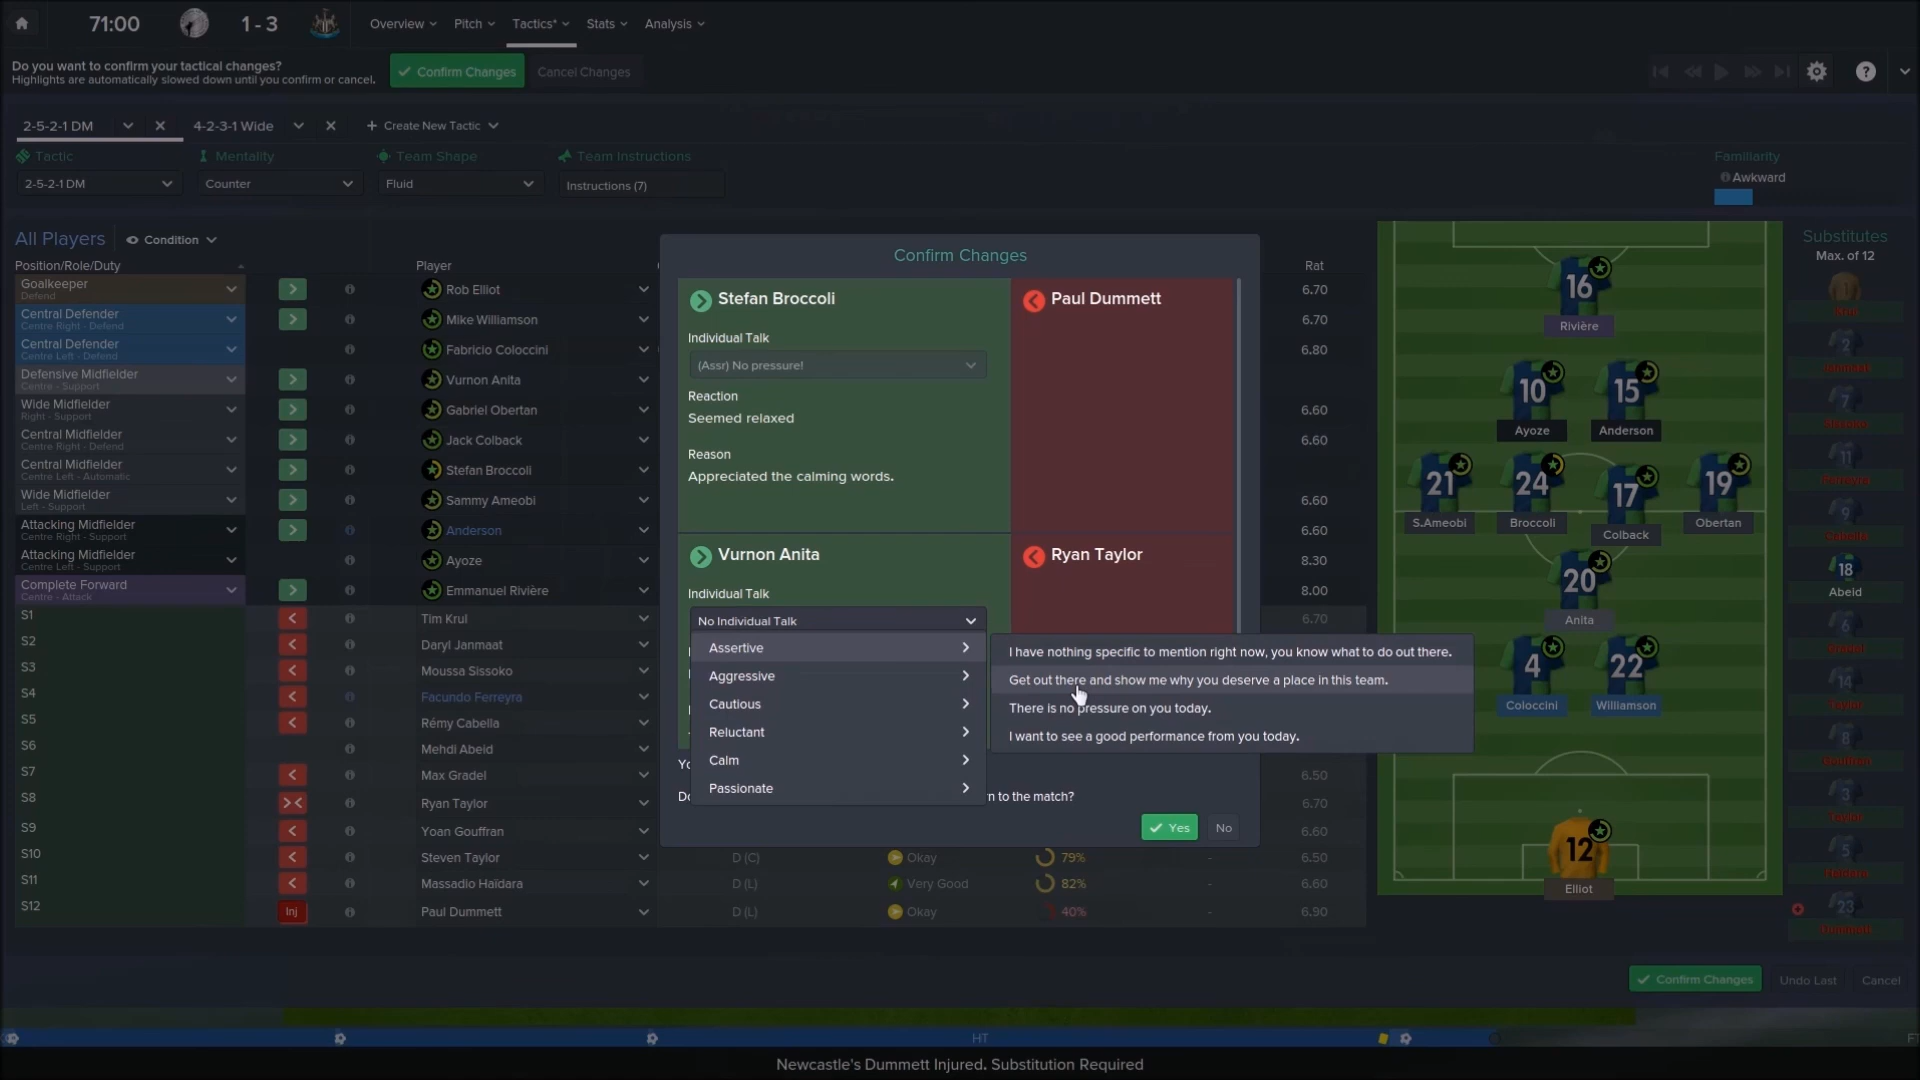 71:00
1 - 3
Overview
Pitch
Tactics*
Stats
Analysis
Do you want to confirm your tactical changes?
Highlights are automatically slowed down until you confirm or cancel.
Confirm Changes
Cancel Changes
2-5-2-1 DM
4-2-3-1 Wide
Create New Tactic
Tactic
Mentality
Team Shape
Team Instructions
Familiarity
2-5-2-1 DM
Counter
Fluid
Instructions (7)
Awkward
All Players
Condition
Position/Role/Duty
Player
Rat
Goalkeeper
Defend
Rob Elliot
6.70
Central Defender
Centre Right - Defend
Mike Williamson
6.70
Central Defender
Centre Left - Defend
Fabricio Coloccini
6.80
Defensive Midfielder
Centre - Support
Vurnon Anita
Wide Midfielder
Right - Support
Gabriel Obertan
6.60
Central Midfielder
Centre Right - Defend
Jack Colback
6.60
Central Midfielder
Centre Left - Automatic
Stefan Broccoli
Wide Midfielder
Left - Support
Sammy Ameobi
6.60
Attacking Midfielder
Centre Right - Support
Anderson
6.60
Attacking Midfielder
Centre Left - Support
Ayoze
8.30
Complete Forward
Centre - Attack
Emmanuel Rivière
8.00
S1
Tim Krul
6.70
S2
Daryl Janmaat
S3
Moussa Sissoko
S4
Facundo Ferreyra
S5
Rémy Cabella
S6
Mehdi Abeid
S7
Max Gradel
6.50
S8
Ryan Taylor
6.70
S9
Yoan Gouffran
6.60
S10
Steven Taylor
D (C)
Okay
79%
-
6.50
S11
Massadio Haïdara
D (L)
Very Good
82%
-
6.60
S12
Inj
Paul Dummett
D (L)
Okay
40%
-
6.90
Confirm Changes
Stefan Broccoli
Paul Dummett
Individual Talk
(Assr) No pressure!
Reaction
Seemed relaxed
Reason
Appreciated the calming words.
Vurnon Anita
Ryan Taylor
Individual Talk
No Individual Talk
Assertive
Aggressive
Cautious
Reluctant
Calm
Passionate
I have nothing specific to mention right now, you know what to do out there.
Get out there and show me why you deserve a place in this team.
There is no pressure on you today.
I want to see a good performance from you today.
n to the match?
Yes
No
16
Rivière
10
Ayoze
15
Anderson
21
S.Ameobi
24
Broccoli
17
Colback
19
Obertan
20
Anita
4
Coloccini
22
Williamson
12
Elliot
Substitutes
Max. of 12
1
2
7
11
9
18
Abeid
6
14
8
3
5
23
Confirm Changes
Undo Last
Cancel
HT
Newcastle's Dummett Injured. Substitution Required